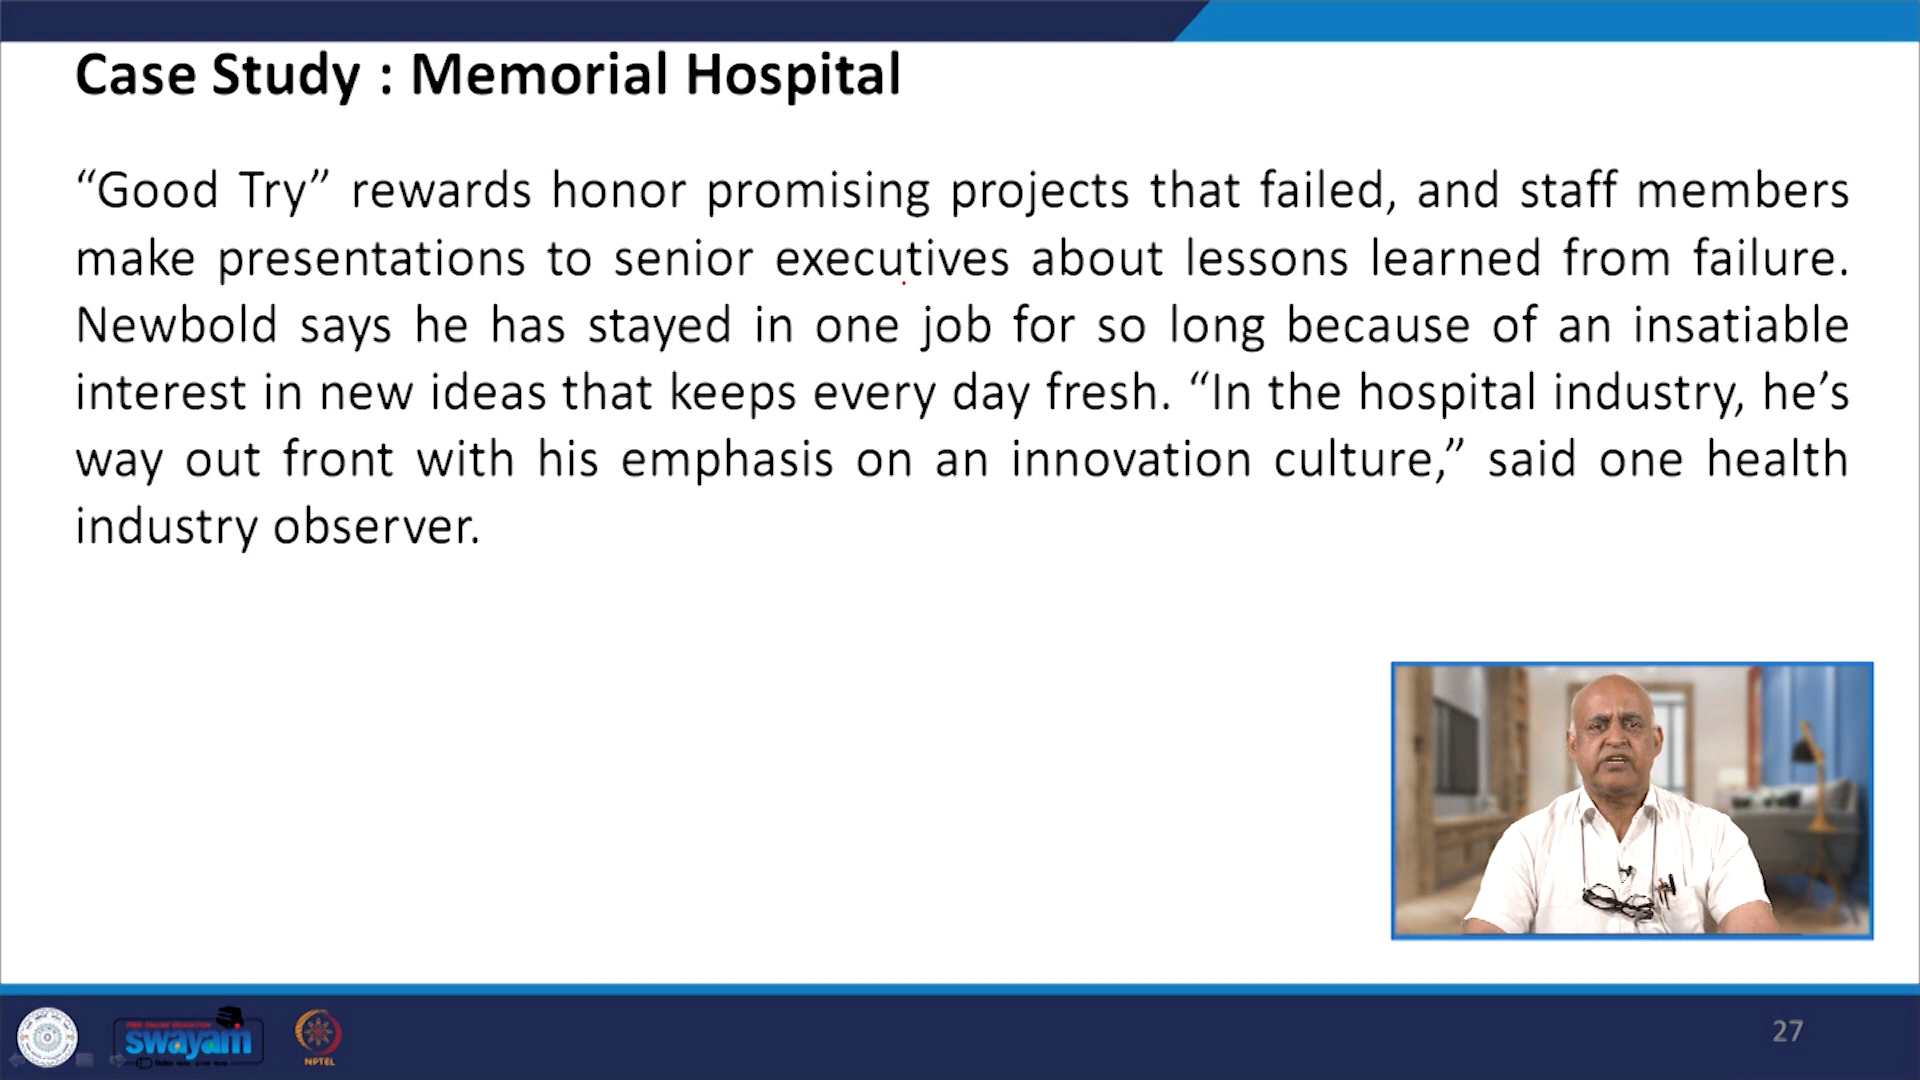 Case Study : Memorial Hospital
“Good Try” rewards honor promising projects that failed, and staff members
make presentations to senior executives about lessons learned from failure.
Newbold says he has stayed in one job for so long because of an insatiable
interest in new ideas that keeps every day fresh. “In the hospital industry, he’s
way out front with his emphasis on an innovation culture,” said one health
industry observer.
FREE ONLINE EDUCATION
swayam
NPTEL
27